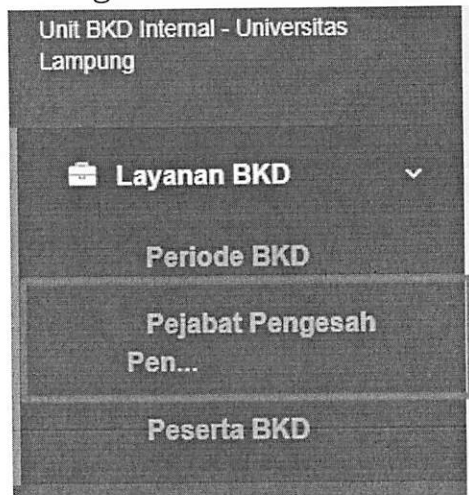 Unit BKD Internal - Universitas
Lampung
Layanan BKD
Periode BKD
Pejabat Pengesah
Pen...
Peserta BKD